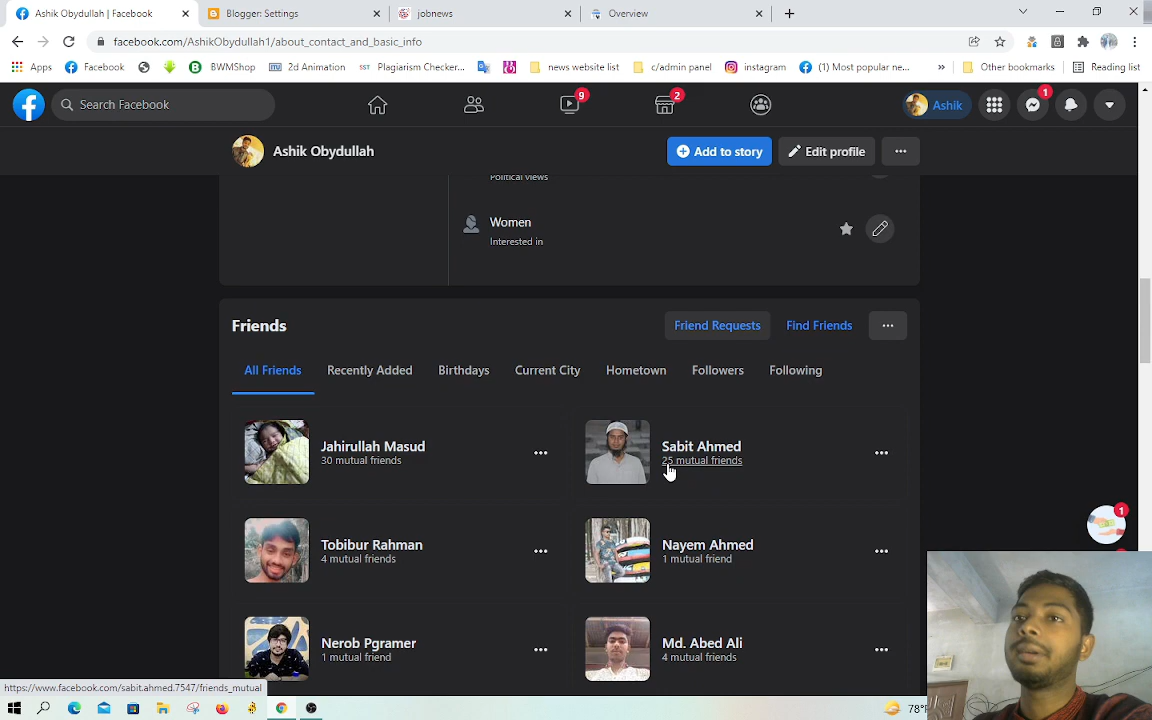 Ashik Obydullah | Facebook
Blogger: Settings
jobnews
Overview
facebook.com/AshikObydullah1/about_contact_and_basic_info
Apps
Facebook
BWMShop
2d Animation
SST
Plagiarism Checker...
instagram
news website list
c/admin panel
(1) Most popular ne...
»
Other bookmarks
Reading list
Search Facebook
9
2
Ashik
1
Ashik Obydullah
Add to story
Edit profile
Political views
Women
Interested in
Friends
Friend Requests
Find Friends
All Friends
Recently Added
Birthdays
Current City
Hometown
Followers
Following
Jahirullah Masud
30 mutual friends
Sabit Ahmed
25 mutual friends
Tobibur Rahman
4 mutual friends
Nayem Ahmed
1 mutual friend
1
Nerob Pgramer
1 mutual friend
Md. Abed Ali
4 mutual friends
https://www.facebook.com/sabit.ahmed.7547/friends_mutual
78°F